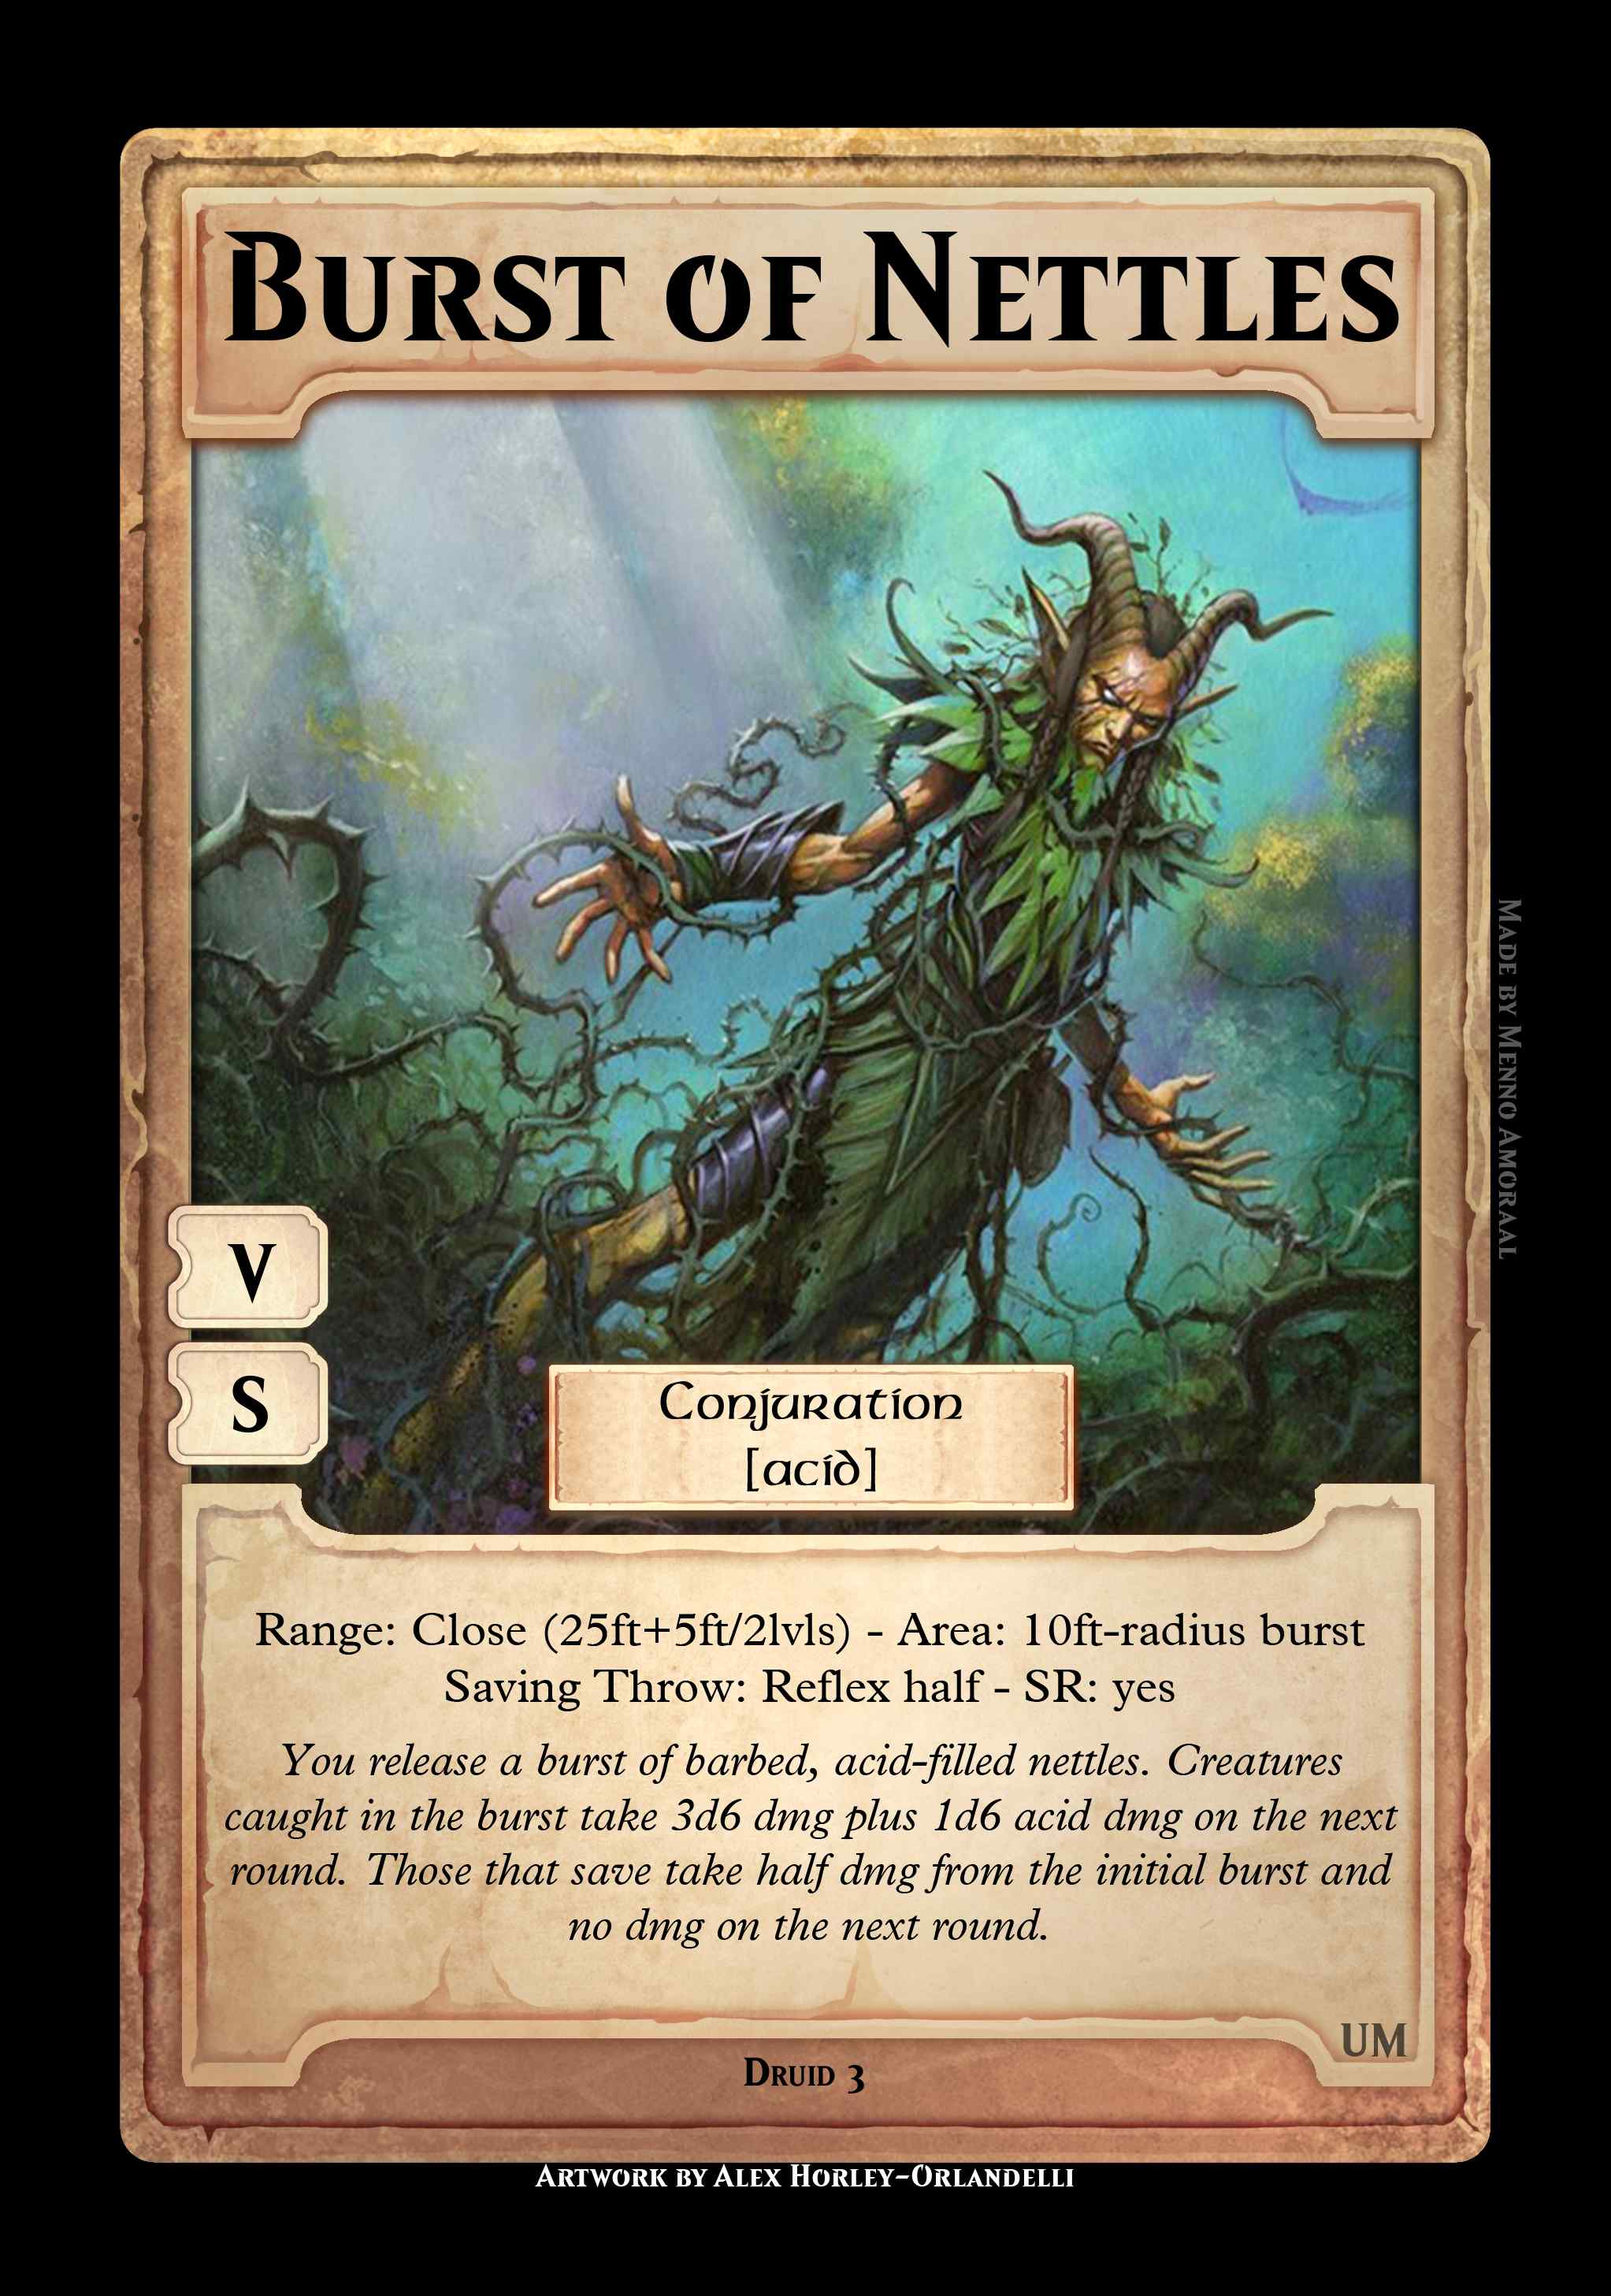 Burst of Nettles
V
S
Conjuration
[acid]
Range: Close (25ft+5ft/2lvls) - Area: 10ft-radius burst
Saving Throw: Reflex half - SR: yes
You release a burst of barbed, acid-filled nettles. Creatures
caught in the burst take 3d6 dmg plus 1d6 acid dmg on the next
round. Those that save take half dmg from the initial burst and
no dmg on the next round.
UM
Druid 3
Artwork by Alex Horley-Orlandelli
Made by Menno Amoraal